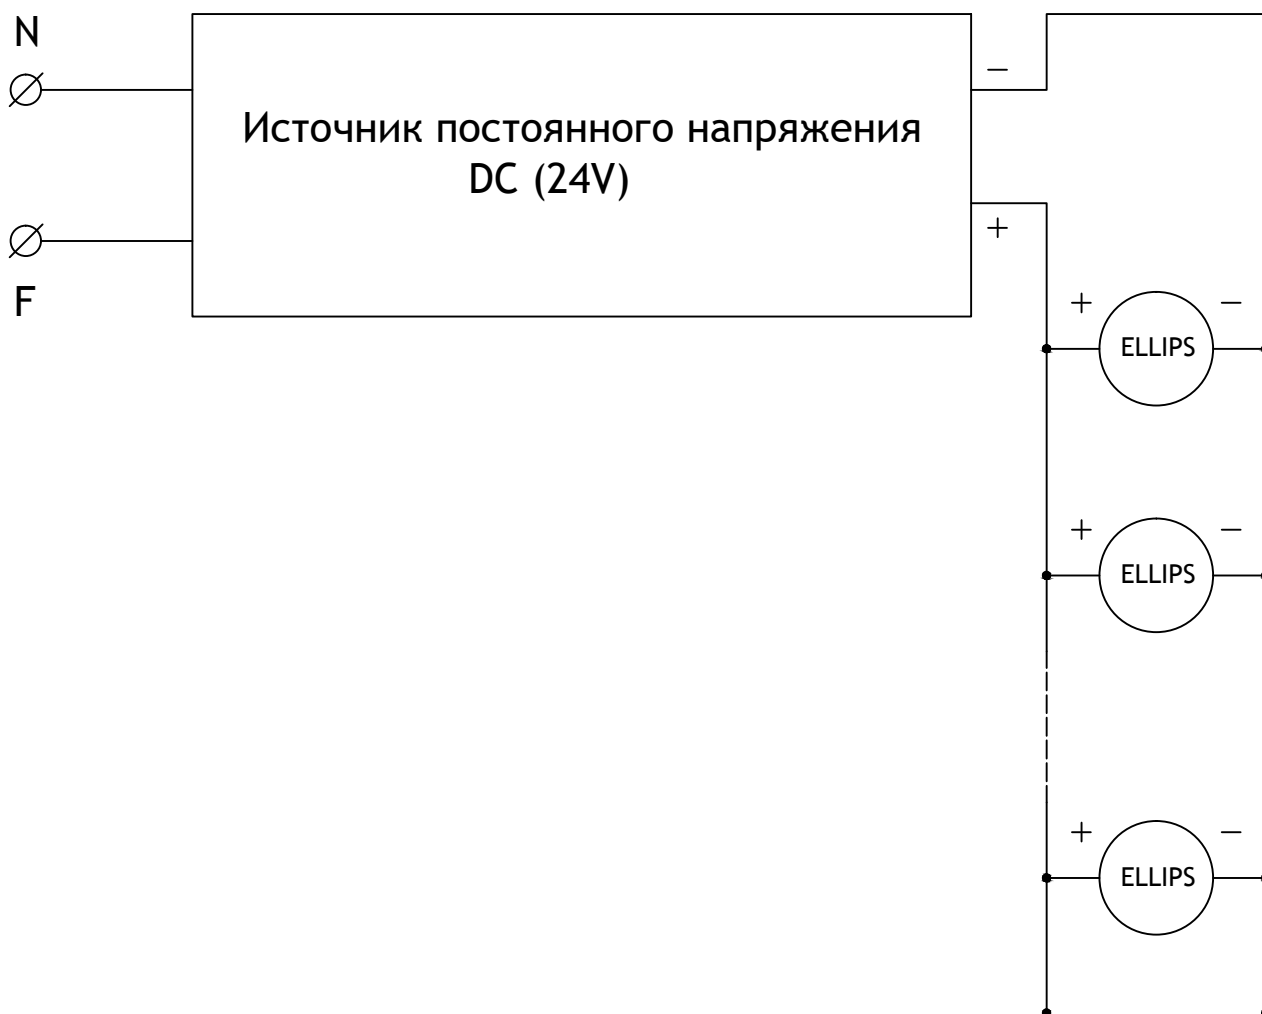 N
Источник постоянного напряжения
DC (24V)
F
−
+
+ −
ELLIPS
+ −
ELLIPS
+ −
ELLIPS